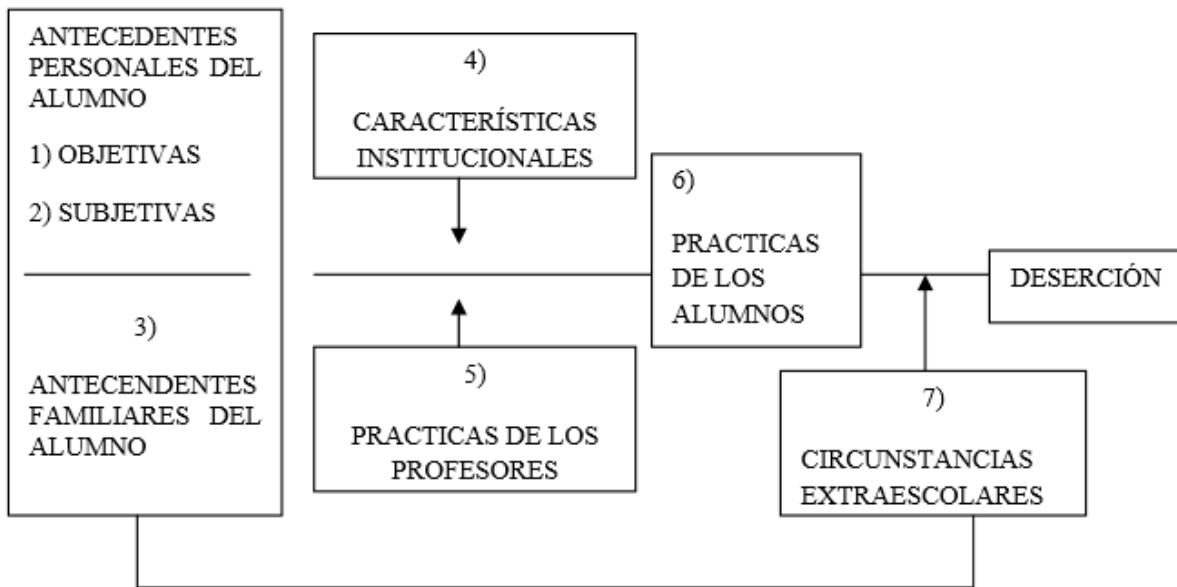 ANTECEDENTES
PERSONALES DEL
ALUMNO
1) OBJETIVAS
2) SUBJETIVAS
3)
ANTECENDENTES
FAMILIARES DEL
ALUMNO
4)
CARACTERÍSTICAS
INSTITUCIONALES
5)
PRACTICAS DE LOS
PROFESORES
6)
PRACTICAS
DE LOS
ALUMNOS
7)
CIRCUNSTANCIAS
EXTRAESCOLARES
DESERCIÓN